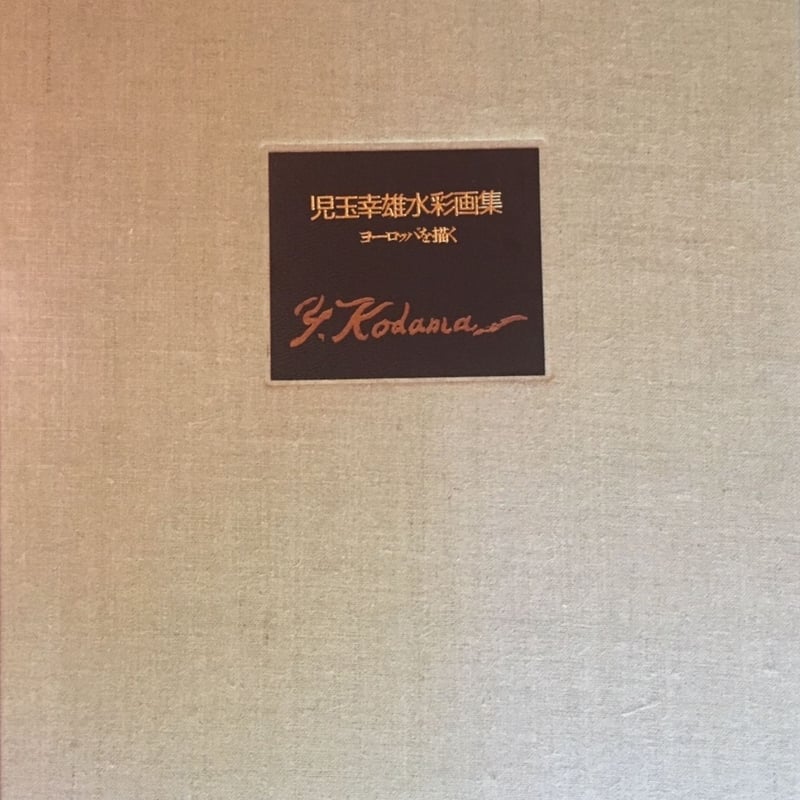 児玉幸雄水彩画集
ヨーロッパを描く
Y. Kodama